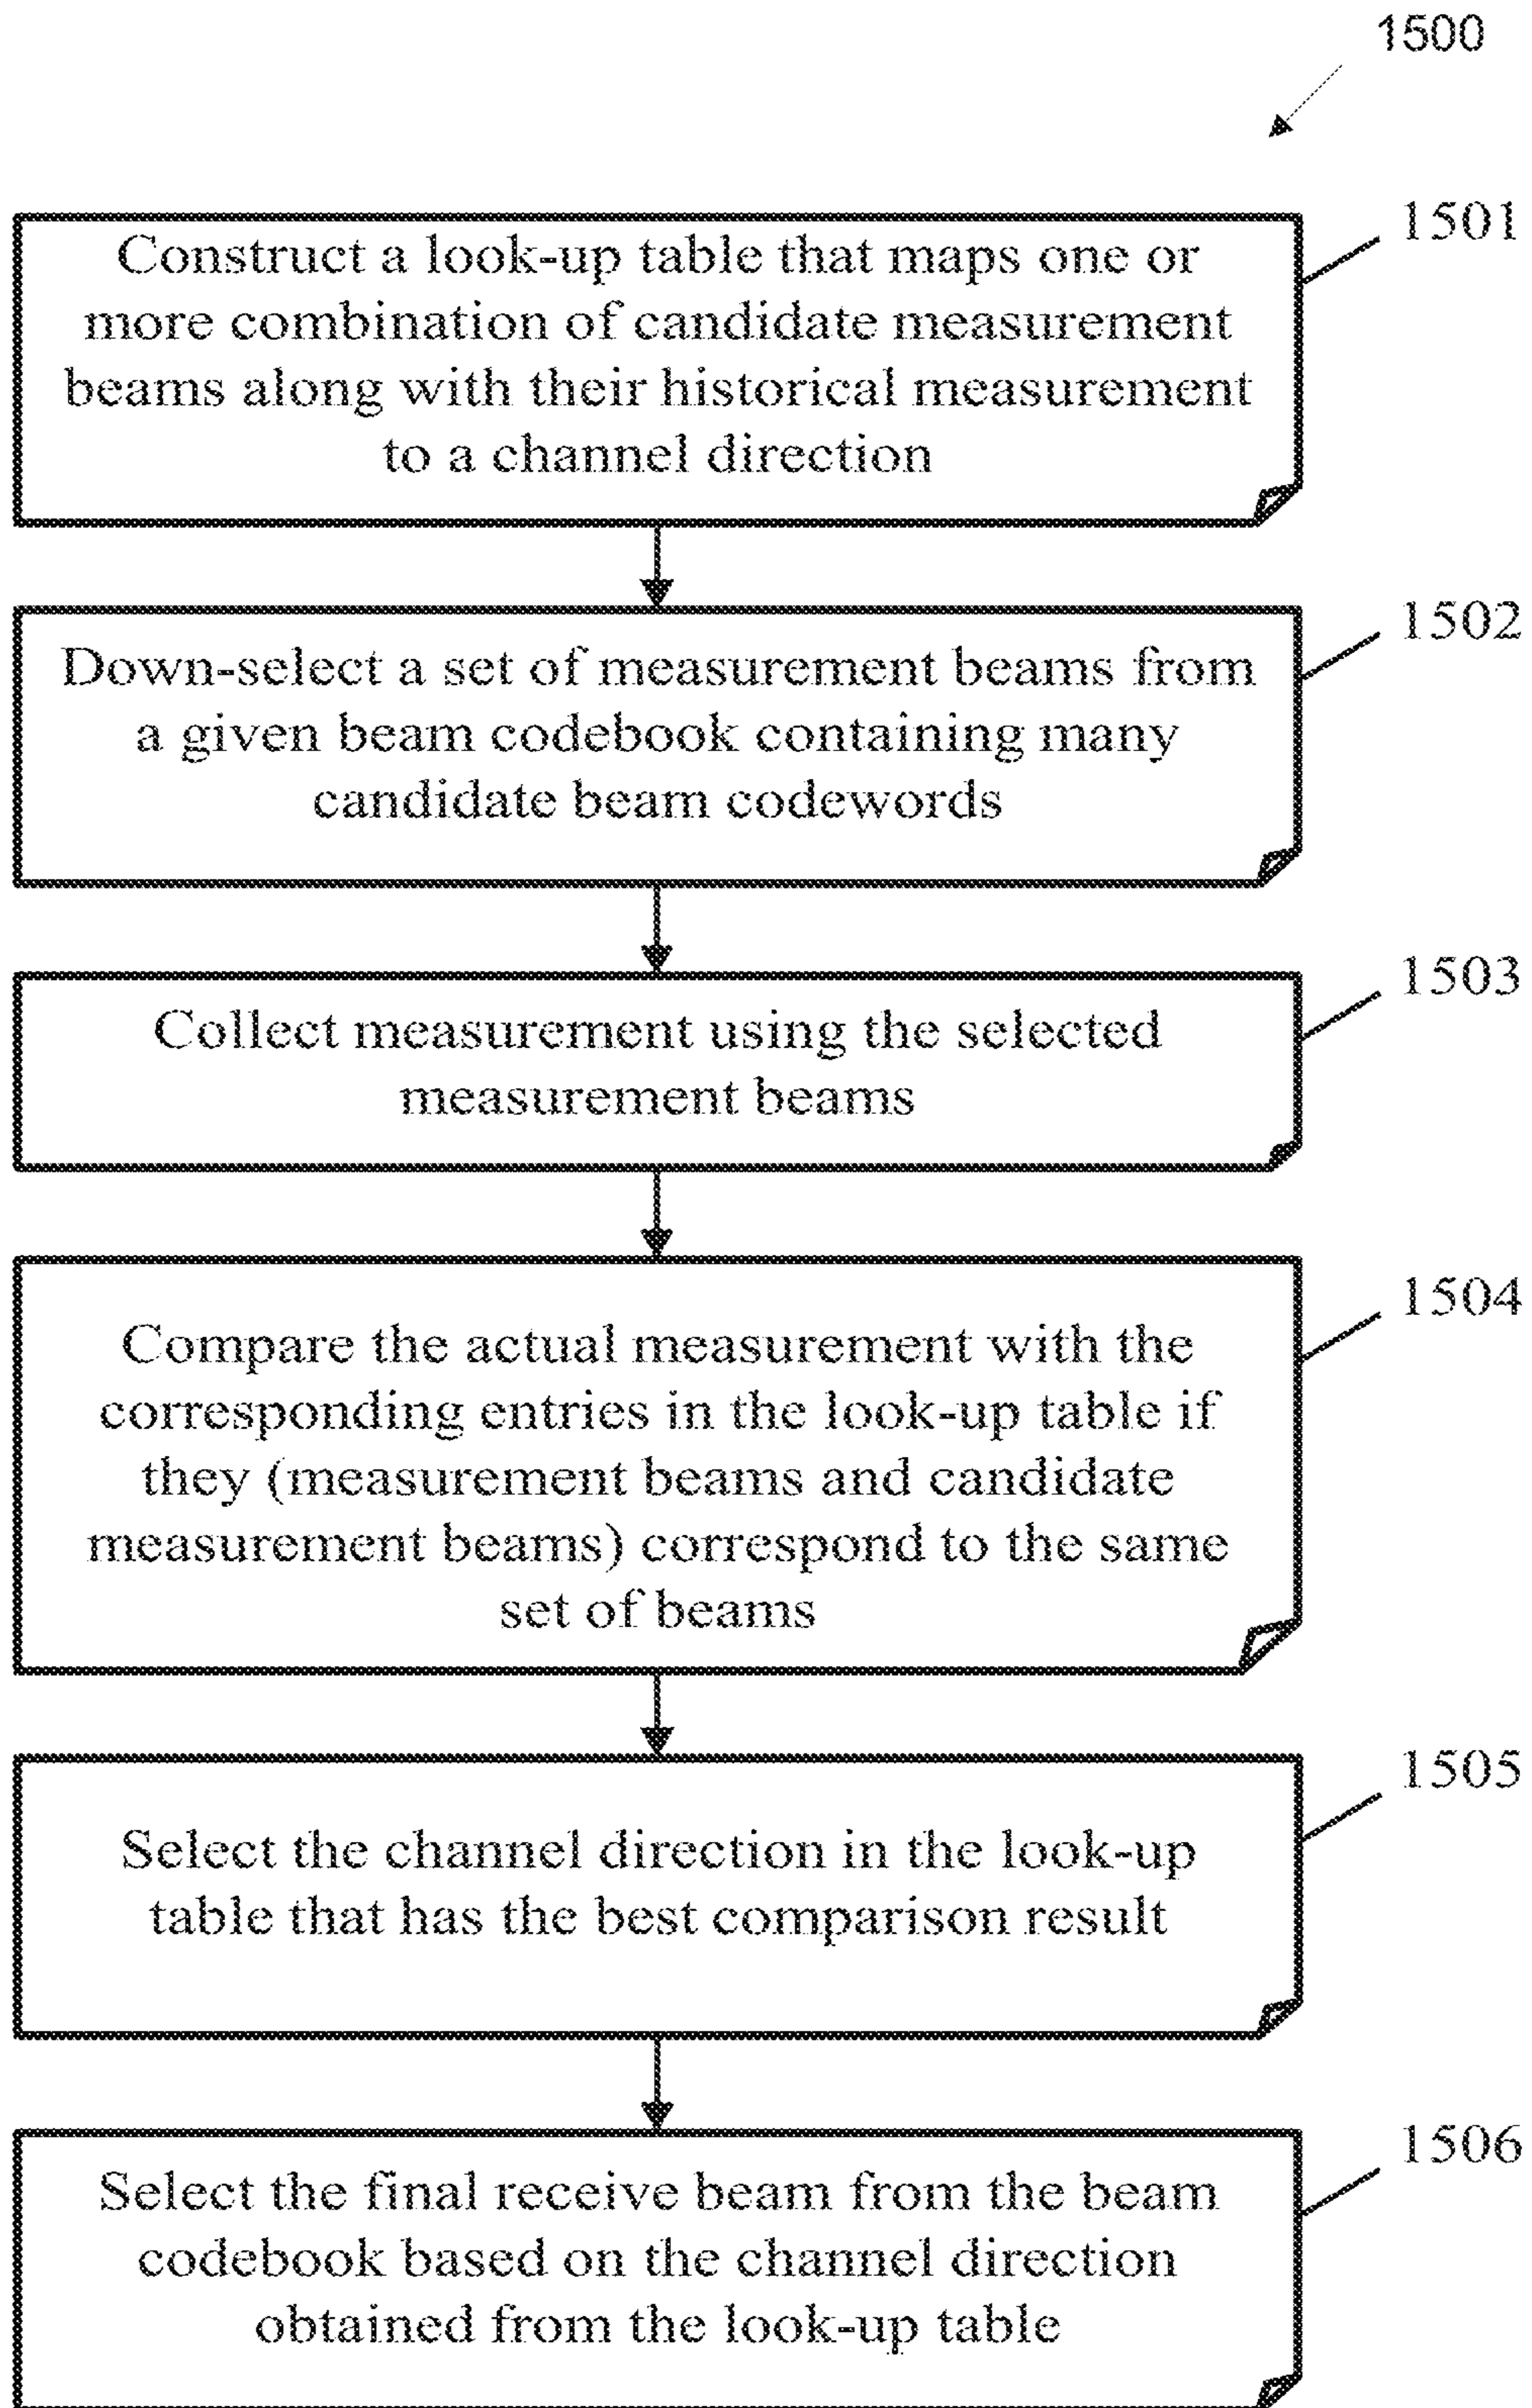 1500
1501
Construct a look-up table that maps one or
more combination of candidate measurement
beams along with their historical measurement
to a channel direction
1502
Down-select a set of measurement beams from
a given beam codebook containing many
candidate beam codewords
1503
Collect measurement using the selected
measurement beams
1504
Compare the actual measurement with the
corresponding entries in the look-up table if
they (measurement beams and candidate
measurement beams) correspond to the same
set of beams
1505
Select the channel direction in the look-up
table that has the best comparison result
1506
Select the final receive beam from the beam
codebook based on the channel direction
obtained from the look-up table